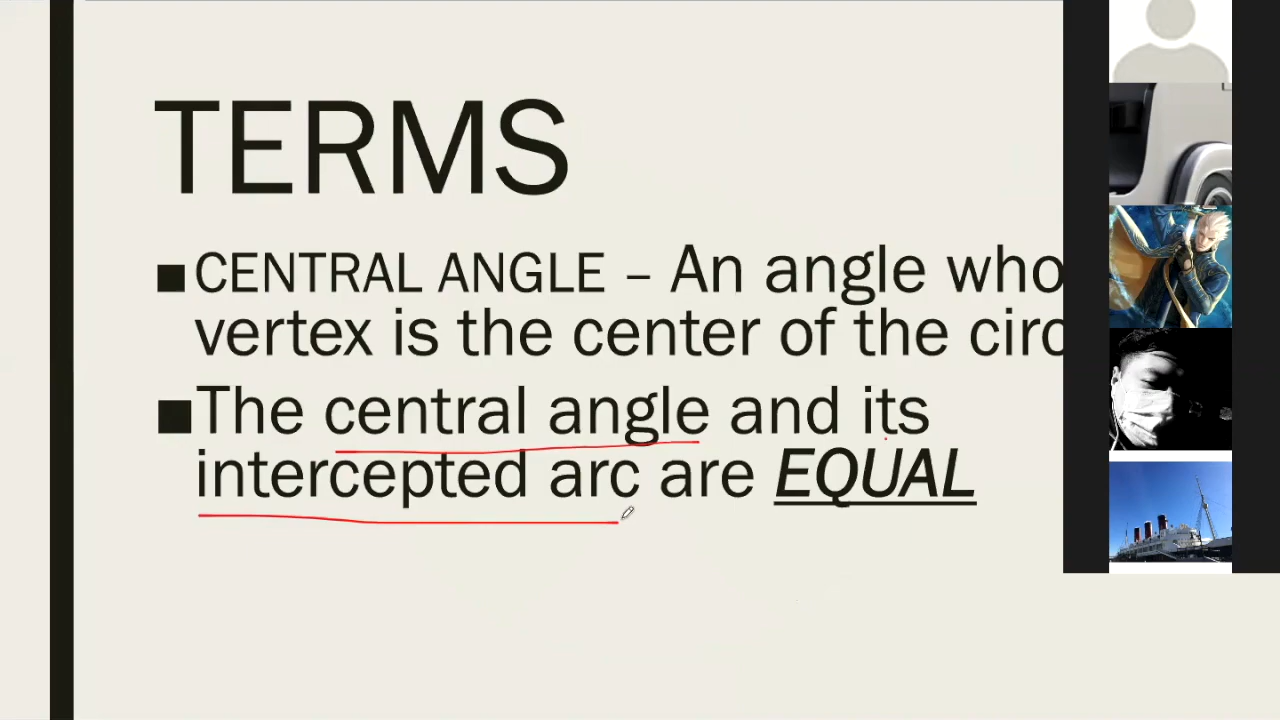 TERMS
■ CENTRAL ANGLE – An angle who
vertex is the center of the circ
■ The central angle and its
intercepted arc are EQUAL